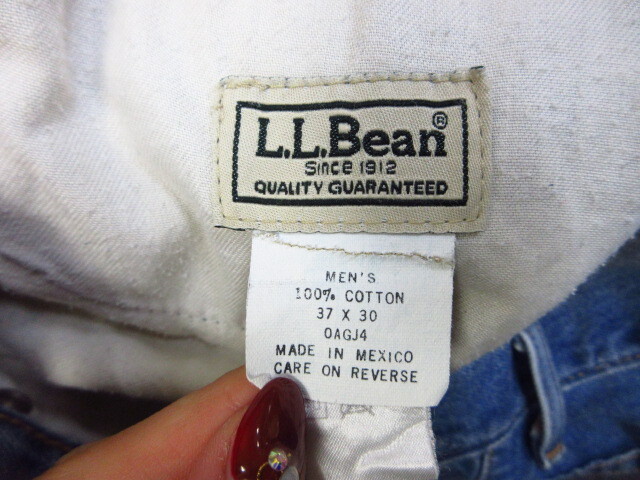 L.L.Bean®
Since 1912
QUALITY GUARANTEED
MEN'S
100% COTTON
37 X 30
0AGJ4
MADE IN MEXICO
CARE ON REVERSE